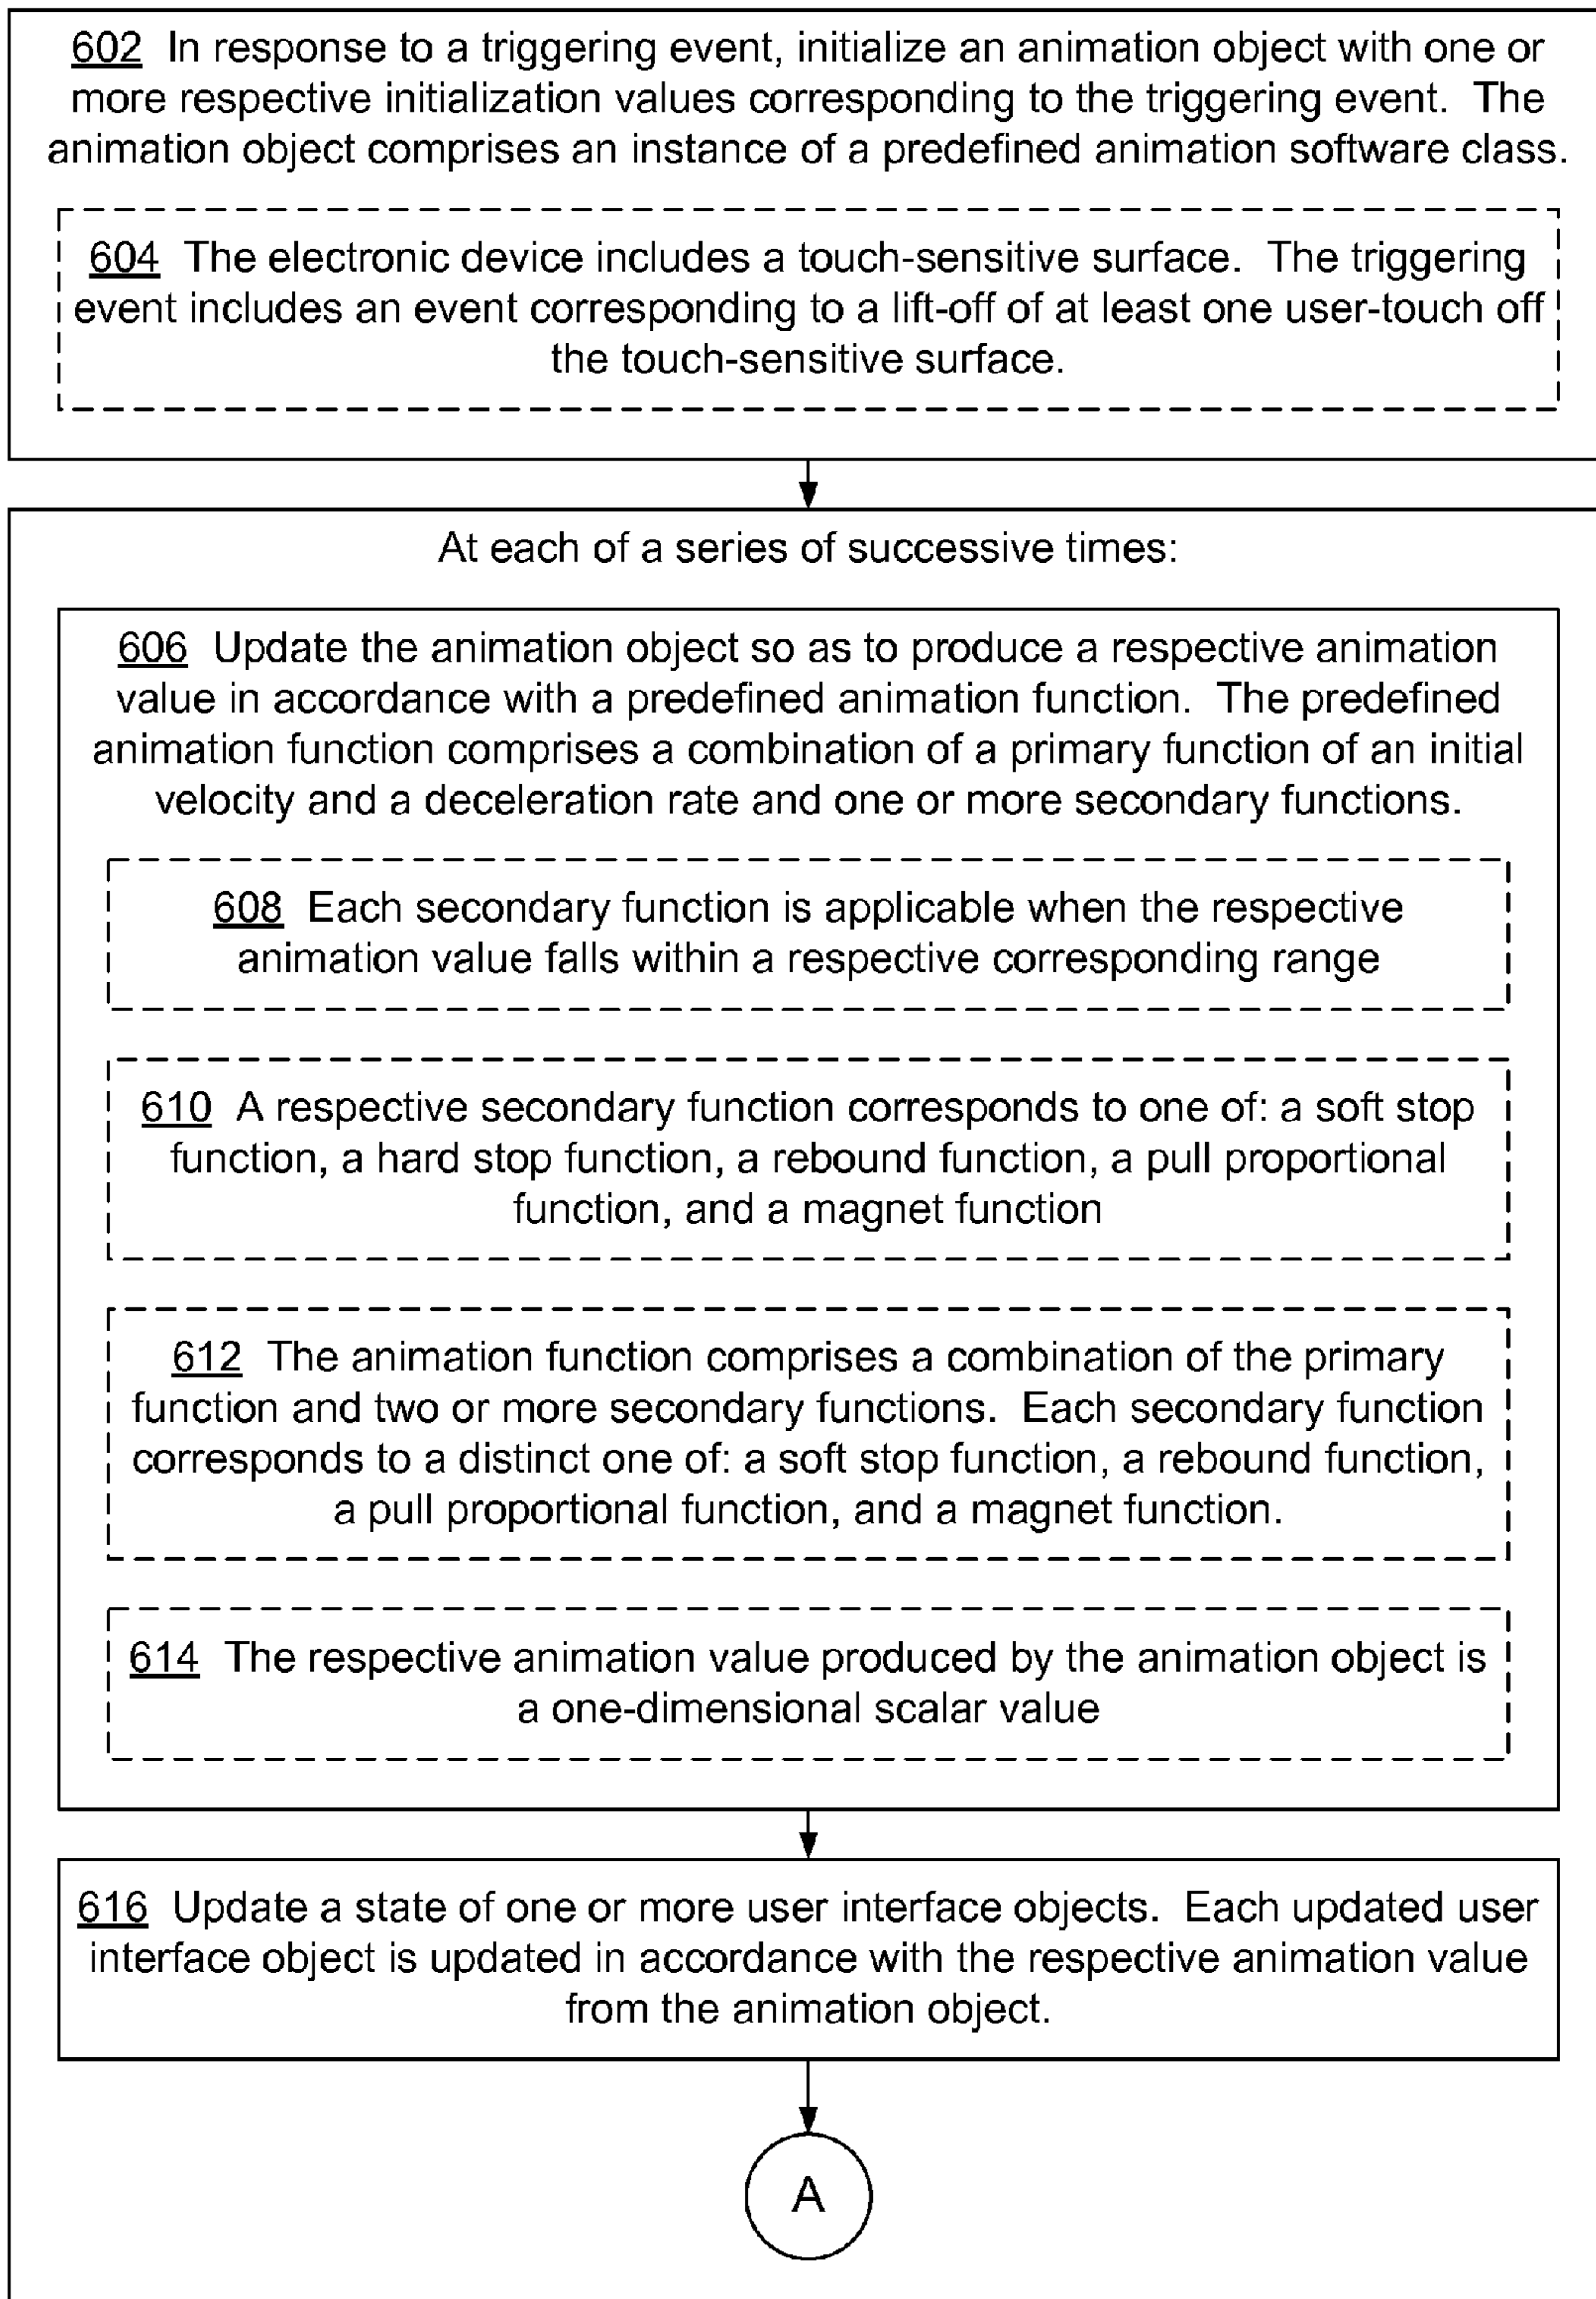 602 In response to a triggering event, initialize an animation object with one or
more respective initialization values corresponding to the triggering event. The
animation object comprises an instance of a predefined animation software class.
604 The electronic device includes a touch-sensitive surface. The triggering
event includes an event corresponding to a lift-off of at least one user-touch off
the touch-sensitive surface.
At each of a series of successive times:
606 Update the animation object so as to produce a respective animation
value in accordance with a predefined animation function. The predefined
animation function comprises a combination of a primary function of an initial
velocity and a deceleration rate and one or more secondary functions.
608 Each secondary function is applicable when the respective
animation value falls within a respective corresponding range
610 A respective secondary function corresponds to one of: a soft stop
function, a hard stop function, a rebound function, a pull proportional
function, and a magnet function
612 The animation function comprises a combination of the primary
function and two or more secondary functions. Each secondary function
corresponds to a distinct one of: a soft stop function, a rebound function,
a pull proportional function, and a magnet function.
614 The respective animation value produced by the animation object is
a one-dimensional scalar value
616 Update a state of one or more user interface objects. Each updated user
interface object is updated in accordance with the respective animation value
from the animation object.
A